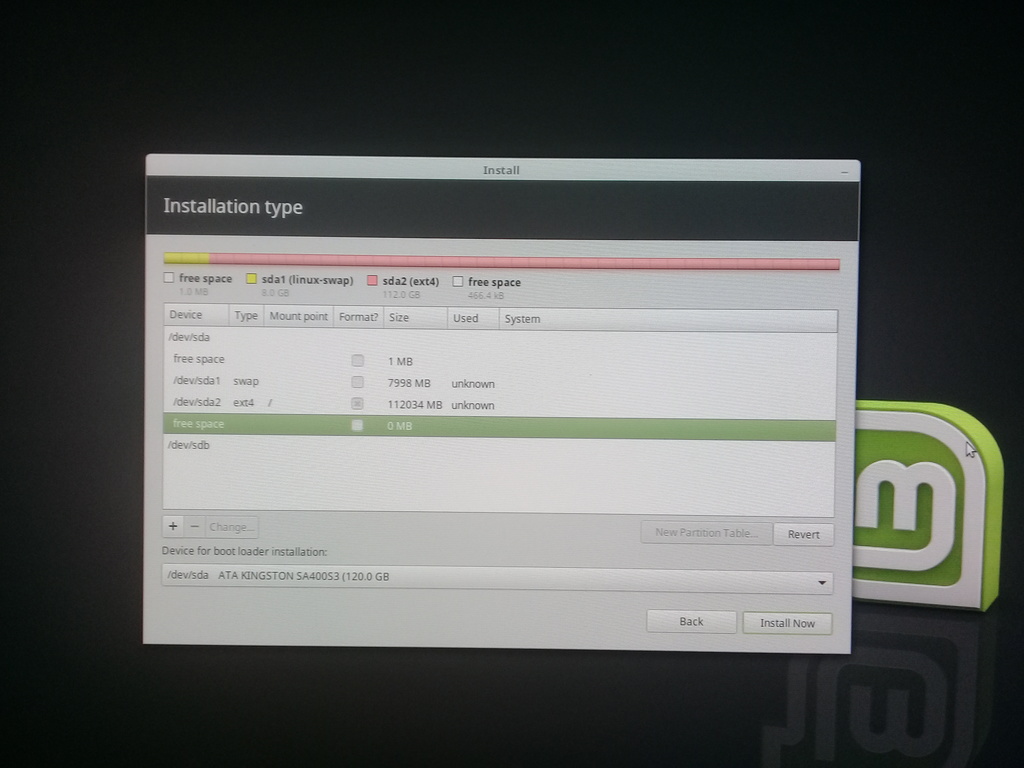 Install
Installation type
free space sda1 (linux-swap) sda2 (ext4) free space
1.0 MB 8.0 GB 112.0 GB 466.4 kB
Device Type Mount point Format? Size Used System
/dev/sda
free space 1 MB
/dev/sda1 swap 7998 MB unknown
/dev/sda2 ext4 / 112034 MB unknown
free space 0 MB
/dev/sdb
+ − Change... New Partition Table... Revert
Device for boot loader installation:
/dev/sda ATA KINGSTON SA400S3 (120.0 GB
Back Install Now